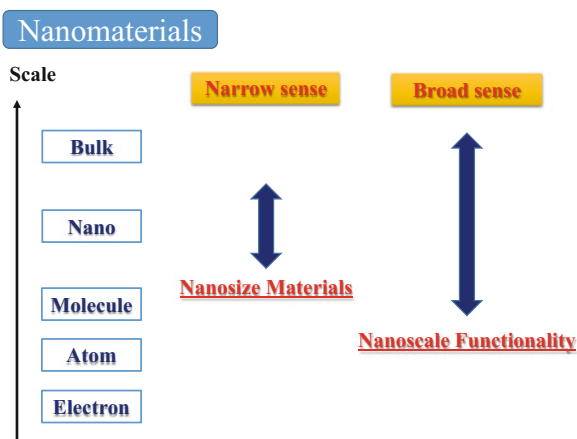 Nanomaterials
Scale
Narrow sense
Broad sense
Bulk
Nano
Nanosize Materials
Molecule
Nanoscale Functionality
Atom
Electron